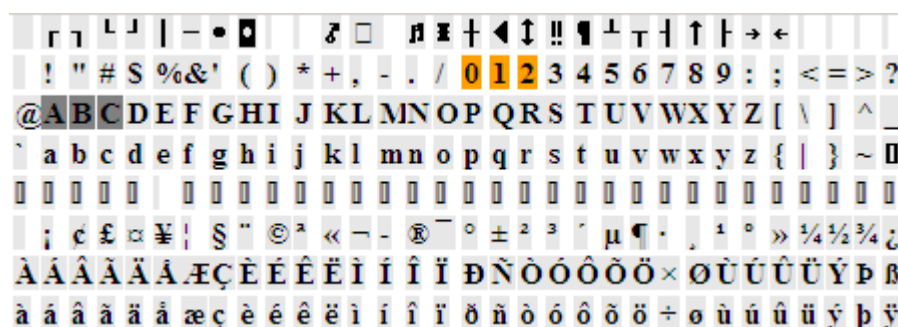 ┌ ┐ └ ┘ │ ─ • ◘ ♪ □ ♫ ┼ ◄ ↕ ‼ ¶ ┴ ┬ ┤ ↑ ├ → ←
! " # $ % & ' ( ) * + , - . / 0 1 2 3 4 5 6 7 8 9 : ; < = > ?
@ A B C D E F G H I J K L M N O P Q R S T U V W X Y Z [ \ ] ^ _
` a b c d e f g h i j k l m n o p q r s t u v w x y z { | } ~
¡ ¢ £ ¤ ¥ ¦ § ¨ © ª « ¬ - ® ¯ ° ± ² ³ ´ µ ¶ · ¸ ¹ º » ¼ ½ ¾ ¿
À Á Â Ã Ä Å Æ Ç È É Ê Ë Ì Í Î Ï Ð Ñ Ò Ó Ô Õ Ö × Ø Ù Ú Û Ü Ý Þ ß
à á â ã ä å æ ç è é ê ë ì í î ï ð ñ ò ó ô õ ö ÷ ø ù ú û ü ý þ ÿ